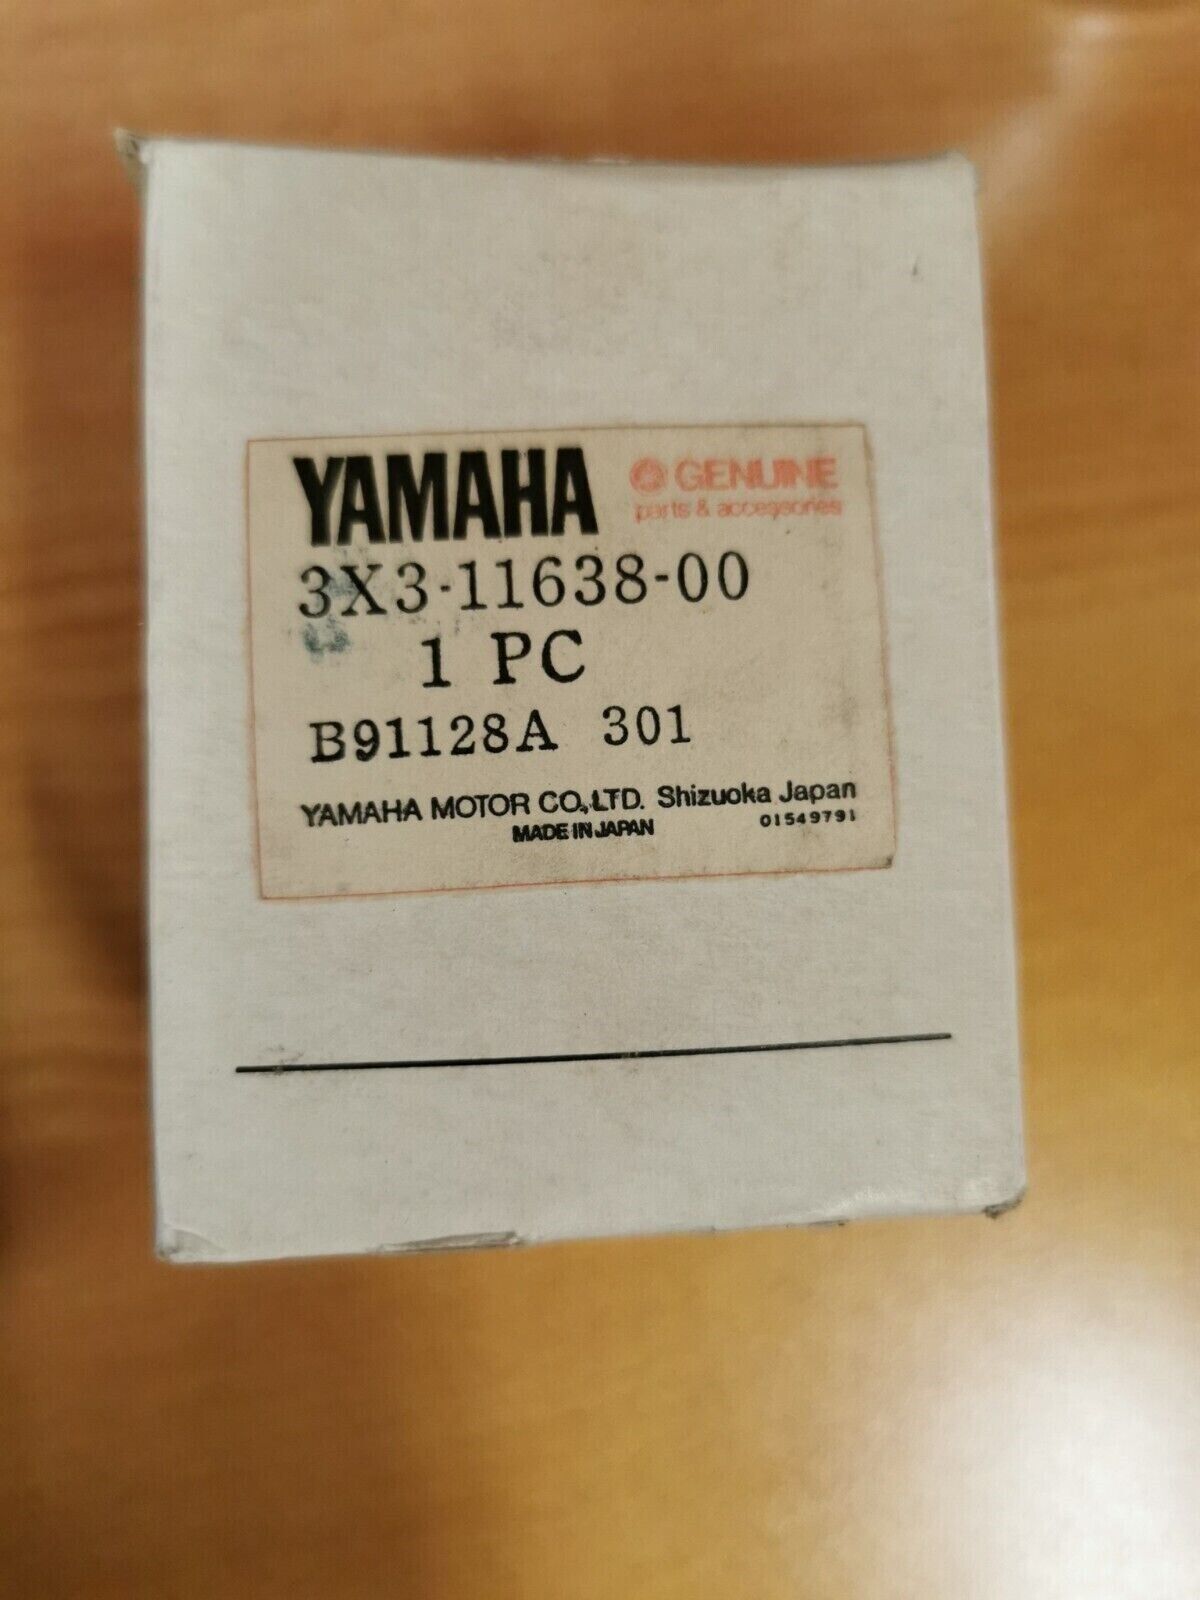 YAMAHA GENUINE
parts & accessories
3X3-11638-00
1 PC
B91128A 301
YAMAHA MOTOR CO.,LTD. Shizuoka Japan
MADE IN JAPAN 01549791